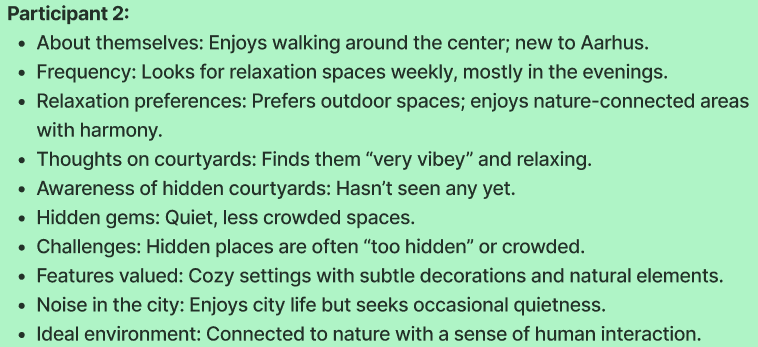 Participant 2:
• About themselves: Enjoys walking around the center; new to Aarhus.
• Frequency: Looks for relaxation spaces weekly, mostly in the evenings.
• Relaxation preferences: Prefers outdoor spaces; enjoys nature-connected areas
with harmony.
• Thoughts on courtyards: Finds them “very vibey” and relaxing.
• Awareness of hidden courtyards: Hasn’t seen any yet.
• Hidden gems: Quiet, less crowded spaces.
• Challenges: Hidden places are often “too hidden” or crowded.
• Features valued: Cozy settings with subtle decorations and natural elements.
• Noise in the city: Enjoys city life but seeks occasional quietness.
• Ideal environment: Connected to nature with a sense of human interaction.